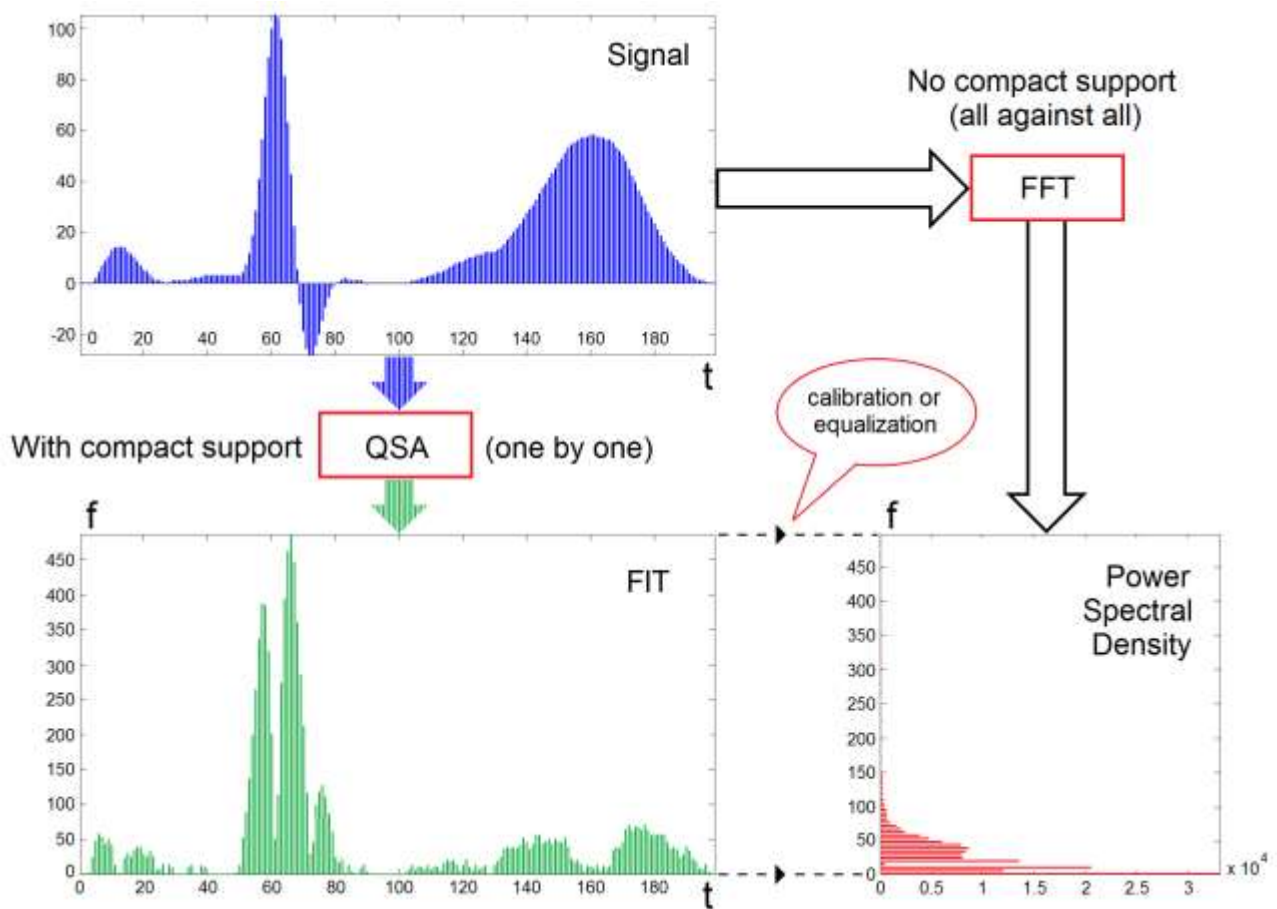 Signal
100
80
60
40
20
0
-20
0 20 40 60 80 100 120 140 160 180
t
No compact support
(all against all)
FFT
With compact support
QSA
(one by one)
calibration or
equalization
f
FIT
450
400
350
300
250
200
150
100
50
0
0 20 40 60 80 100 120 140 160 180
t
f
Power
Spectral
Density
450
400
350
300
250
200
150
100
50
0
0 0.5 1 1.5 2 2.5 3
x 10⁴